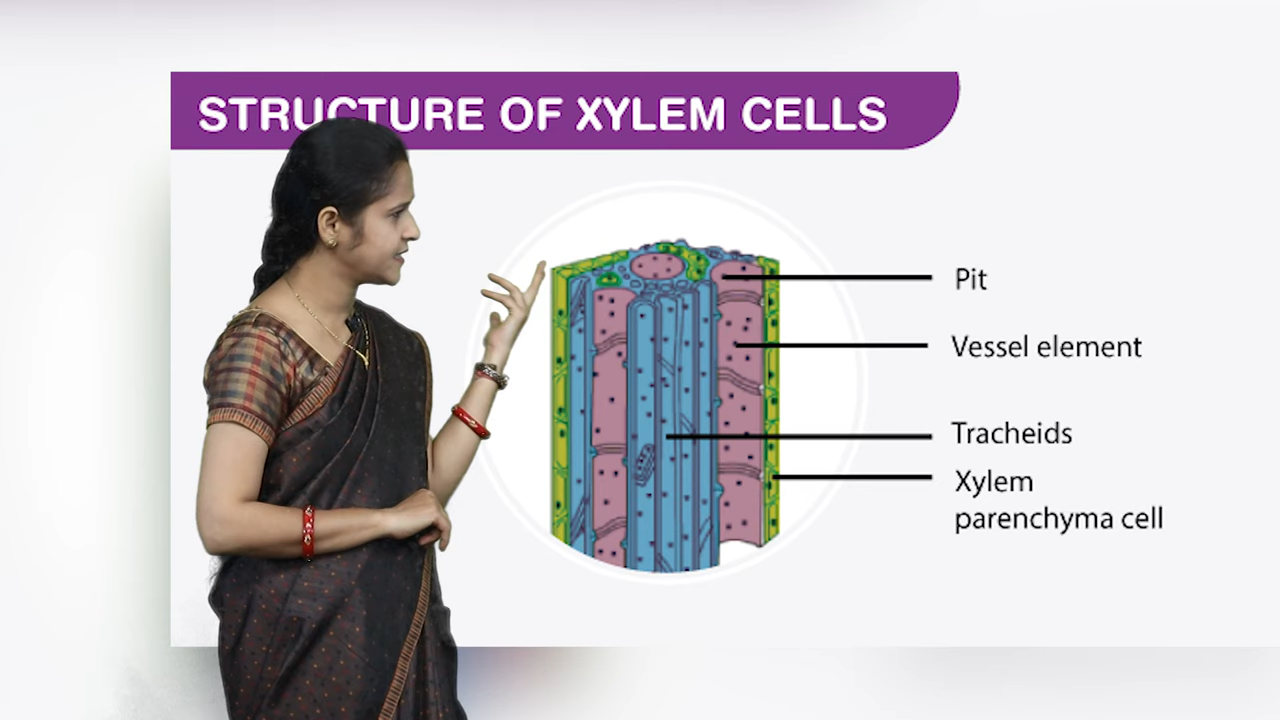 STRUCTURE OF XYLEM CELLS
Pit
Vessel element
Tracheids
Xylem
parenchyma cell